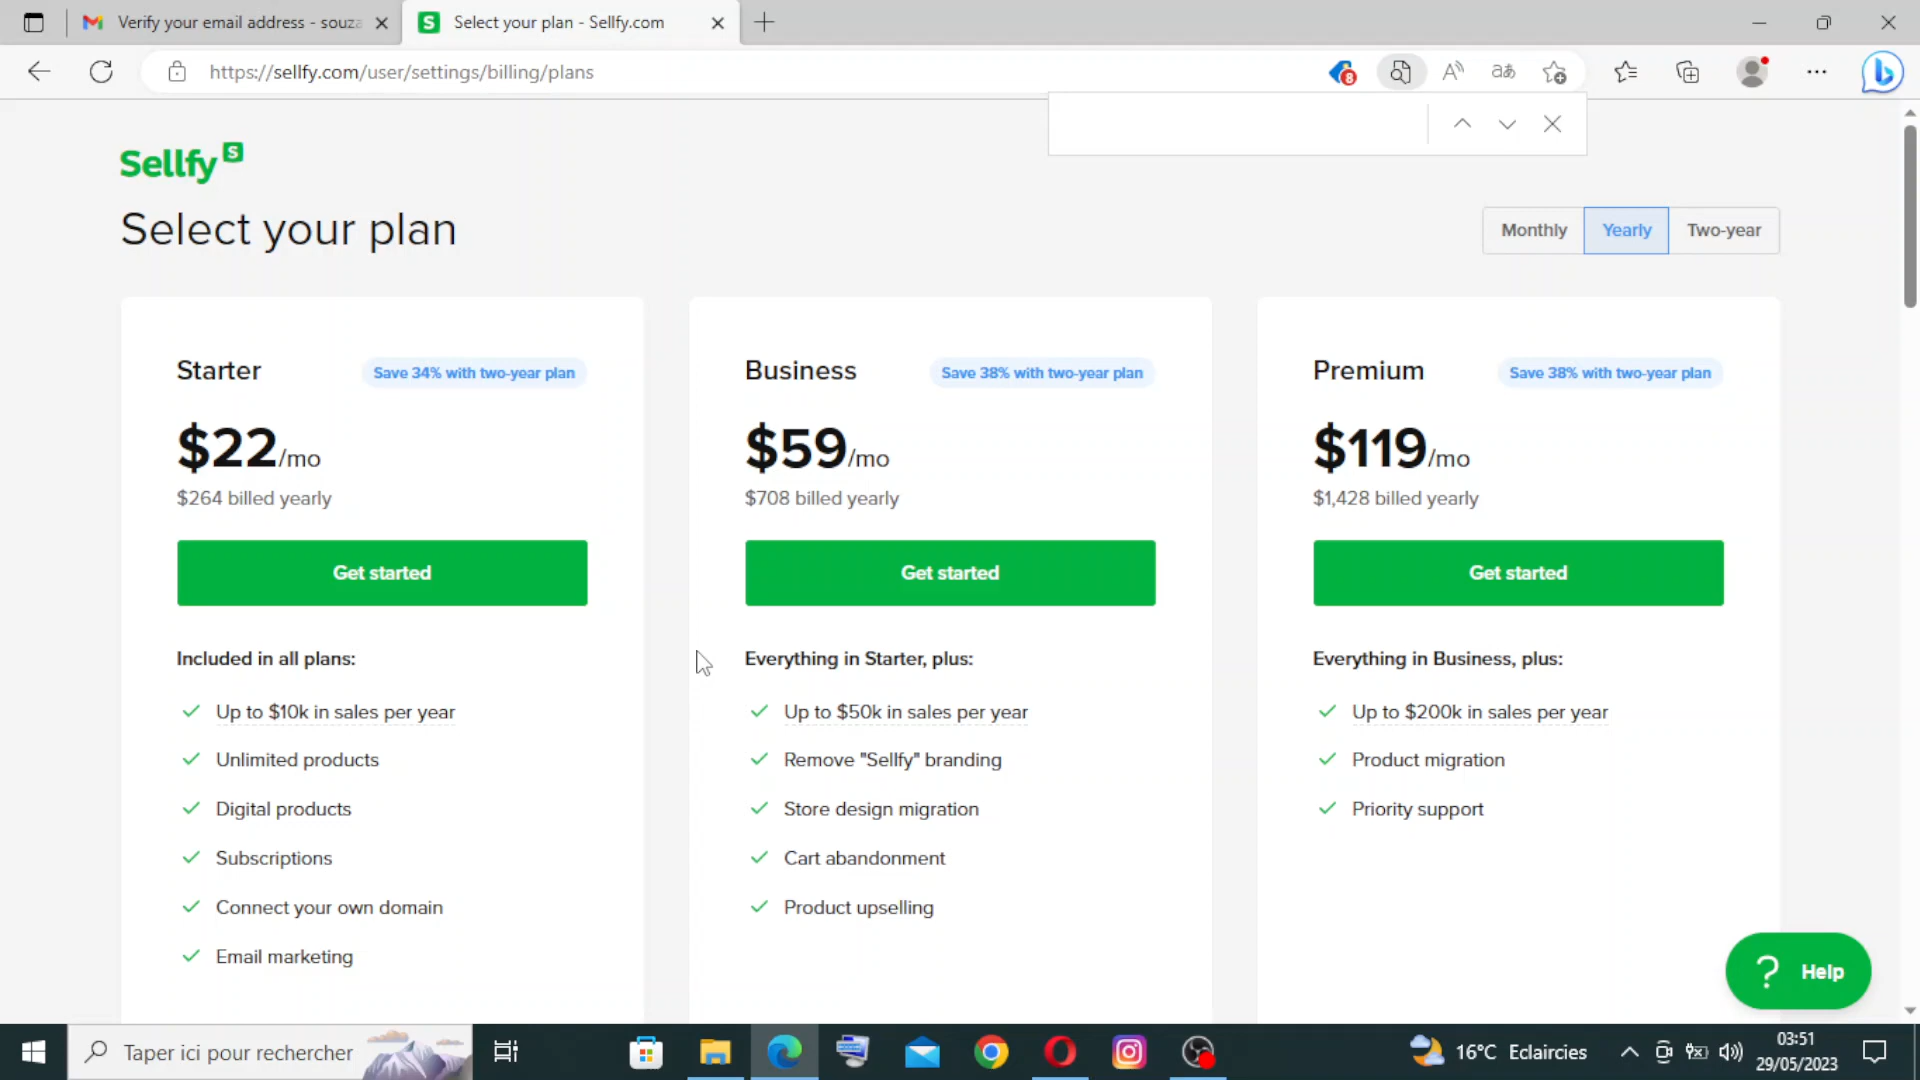 Verify your email address - souza
S Select your plan - Sellfy.com
https://sellfy.com/user/settings/billing/plans
8
A
aあ
b
Sellfy S
Select your plan
Monthly Yearly Two-year
Starter
Save 34% with two-year plan
$22/mo
$264 billed yearly
Get started
Included in all plans:
Up to $10k in sales per year
Unlimited products
Digital products
Subscriptions
Connect your own domain
Email marketing
Business
Save 38% with two-year plan
$59/mo
$708 billed yearly
Get started
Everything in Starter, plus:
Up to $50k in sales per year
Remove "Sellfy" branding
Store design migration
Cart abandonment
Product upselling
Premium
Save 38% with two-year plan
$119/mo
$1,428 billed yearly
Get started
Everything in Business, plus:
Up to $200k in sales per year
Product migration
Priority support
? Help
Taper ici pour rechercher
16°C Eclaircies
03:51
29/05/2023